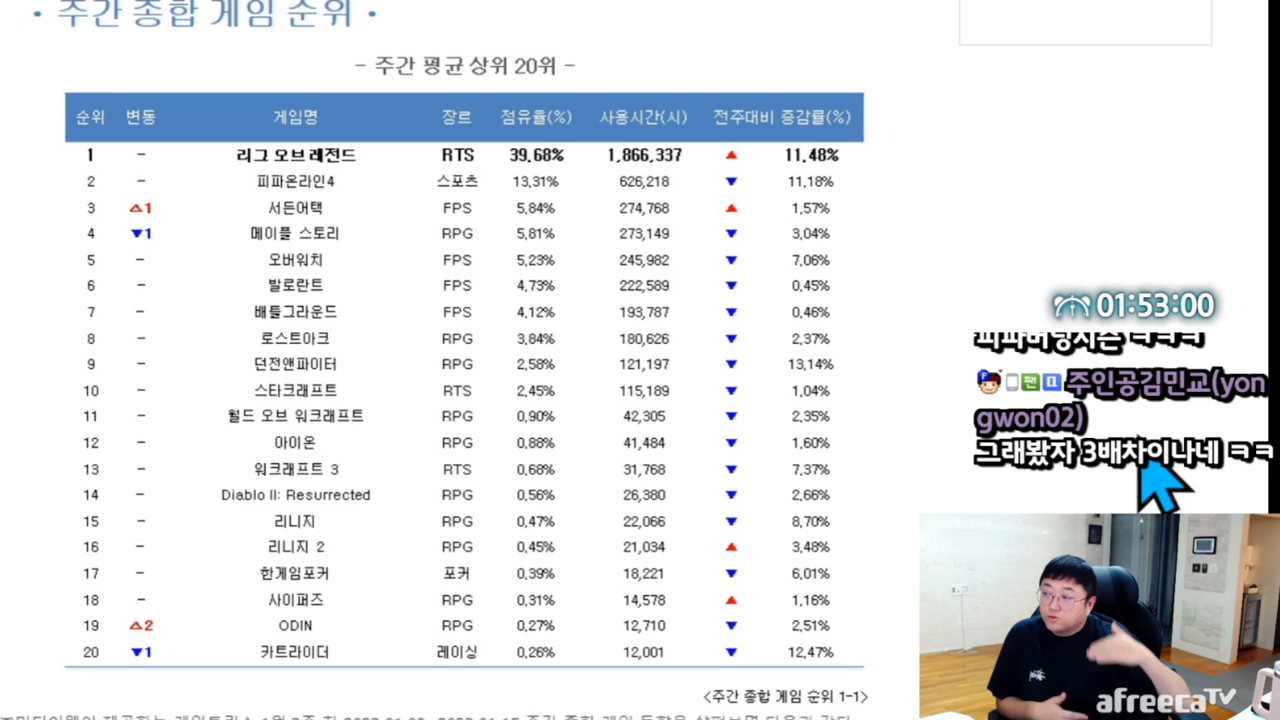 • 주간 종합 게임 순위 •
- 주간 평균 상위 20위 -
순위 변동 게임명 장르 점유율(%) 사용시간(시) 전주대비 증감률(%)
1 - 리그 오브 레전드 RTS 39.68% 1,866,337 ▲ 11.48%
2 - 피파온라인4 스포츠 13.31% 626,218 ▼ 11.18%
3 △1 서든어택 FPS 5.84% 274,768 ▲ 1.57%
4 ▼1 메이플 스토리 RPG 5.81% 273,149 ▼ 3.04%
5 - 오버워치 FPS 5.23% 245,982 ▼ 7.06%
6 - 발로란트 FPS 4.73% 222,589 ▼ 0.45%
7 - 배틀그라운드 FPS 4.12% 193,787 ▼ 0.46%
8 - 로스트아크 RPG 3.84% 180,626 ▼ 2.37%
9 - 던전앤파이터 RPG 2.58% 121,197 ▼ 13.14%
10 - 스타크래프트 RTS 2.45% 115,189 ▼ 1.04%
11 - 월드 오브 워크래프트 RPG 0.90% 42,305 ▼ 2.35%
12 - 아이온 RPG 0.88% 41,484 ▼ 1.60%
13 - 워크래프트 3 RTS 0.68% 31,768 ▼ 7.37%
14 - Diablo II: Resurrected RPG 0.56% 26,380 ▼ 2.66%
15 - 리니지 RPG 0.47% 22,066 ▼ 8.70%
16 - 리니지 2 RPG 0.45% 21,034 ▲ 3.48%
17 - 한게임포커 포커 0.39% 18,221 ▼ 6.01%
18 - 사이퍼즈 RPG 0.31% 14,578 ▲ 1.16%
19 △2 ODIN RPG 0.27% 12,710 ▼ 2.51%
20 ▼1 카트라이더 레이싱 0.26% 12,001 ▼ 12.47%
<주간 종합 게임 순위 1-1>
01:53:00
ㅋㅋㅋ
F 팬 주인공김민교(yon
gwon02)
그래봤자 3배차이나네 ㅋㅋ
afreecaTV